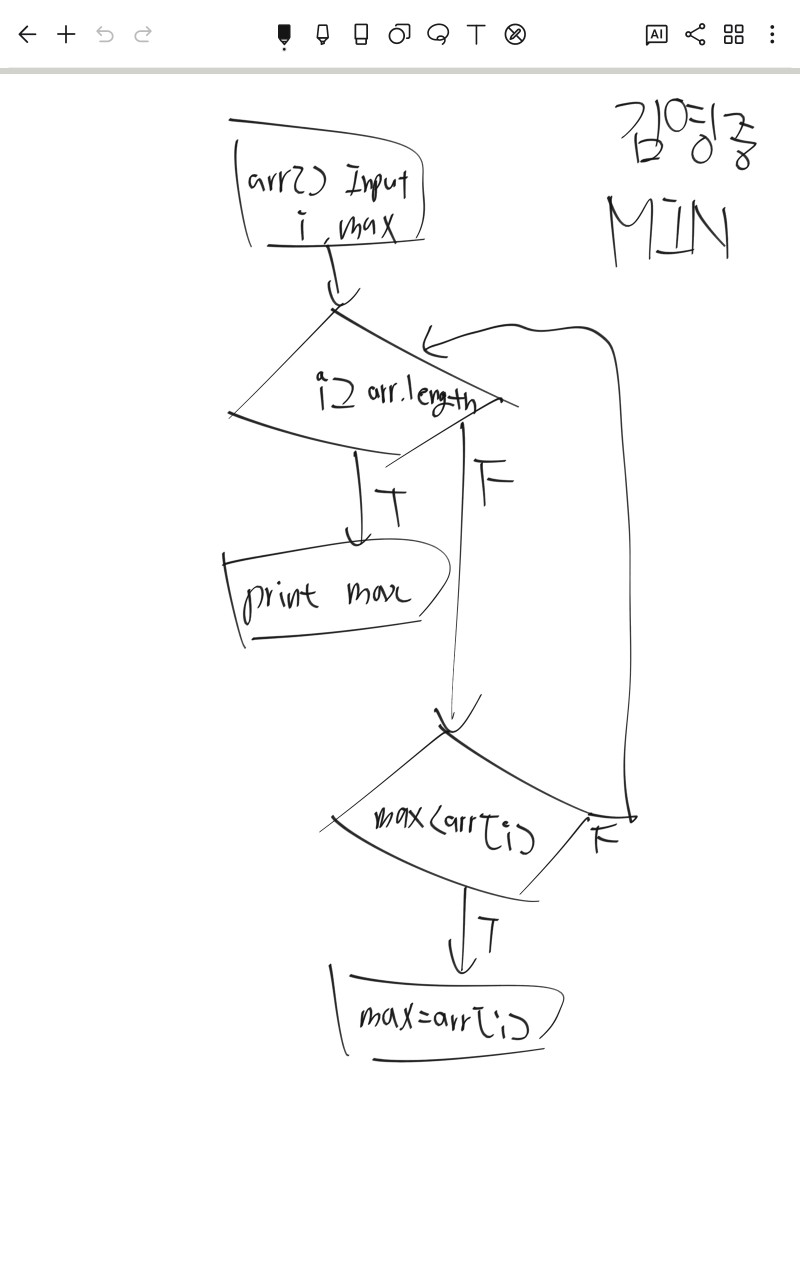 AI
김영중
MIN
arr[] Input
i, max
i ≥ arr.length
T
F
print max
max<arr[i]
F
T
max=arr[i]